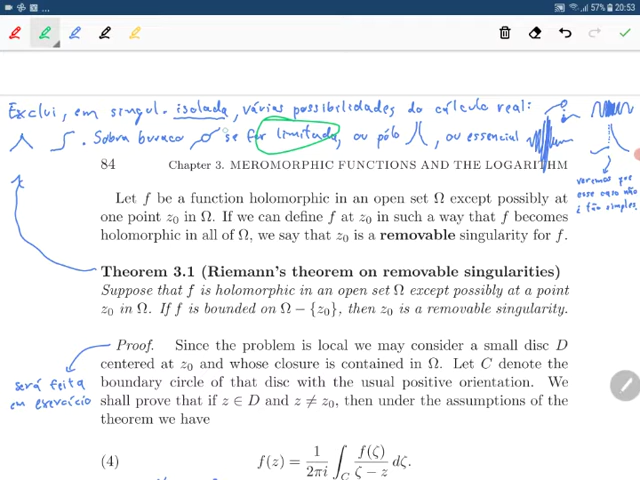 57% 20:53
Exclui, em singul. isolada, várias possibilidades do cálculo real:
. Sobra buraco se for limitada, ou pólo , ou essencial
veremos que
esse caso não
é tão simples.
84 Chapter 3. MEROMORPHIC FUNCTIONS AND THE LOGARITHM
Let f be a function holomorphic in an open set Ω except possibly at
one point z₀ in Ω. If we can define f at z₀ in such a way that f becomes
holomorphic in all of Ω, we say that z₀ is a removable singularity for f.
Theorem 3.1 (Riemann's theorem on removable singularities)
Suppose that f is holomorphic in an open set Ω except possibly at a point
z₀ in Ω. If f is bounded on Ω − {z₀}, then z₀ is a removable singularity.
será feita
em exercício
Proof. Since the problem is local we may consider a small disc D
centered at z₀ and whose closure is contained in Ω. Let C denote the
boundary circle of that disc with the usual positive orientation. We
shall prove that if z ∈ D and z ≠ z₀, then under the assumptions of the
theorem we have
(4) f(z) = 1/2πi ∫_C f(ζ)/ζ − z dζ.